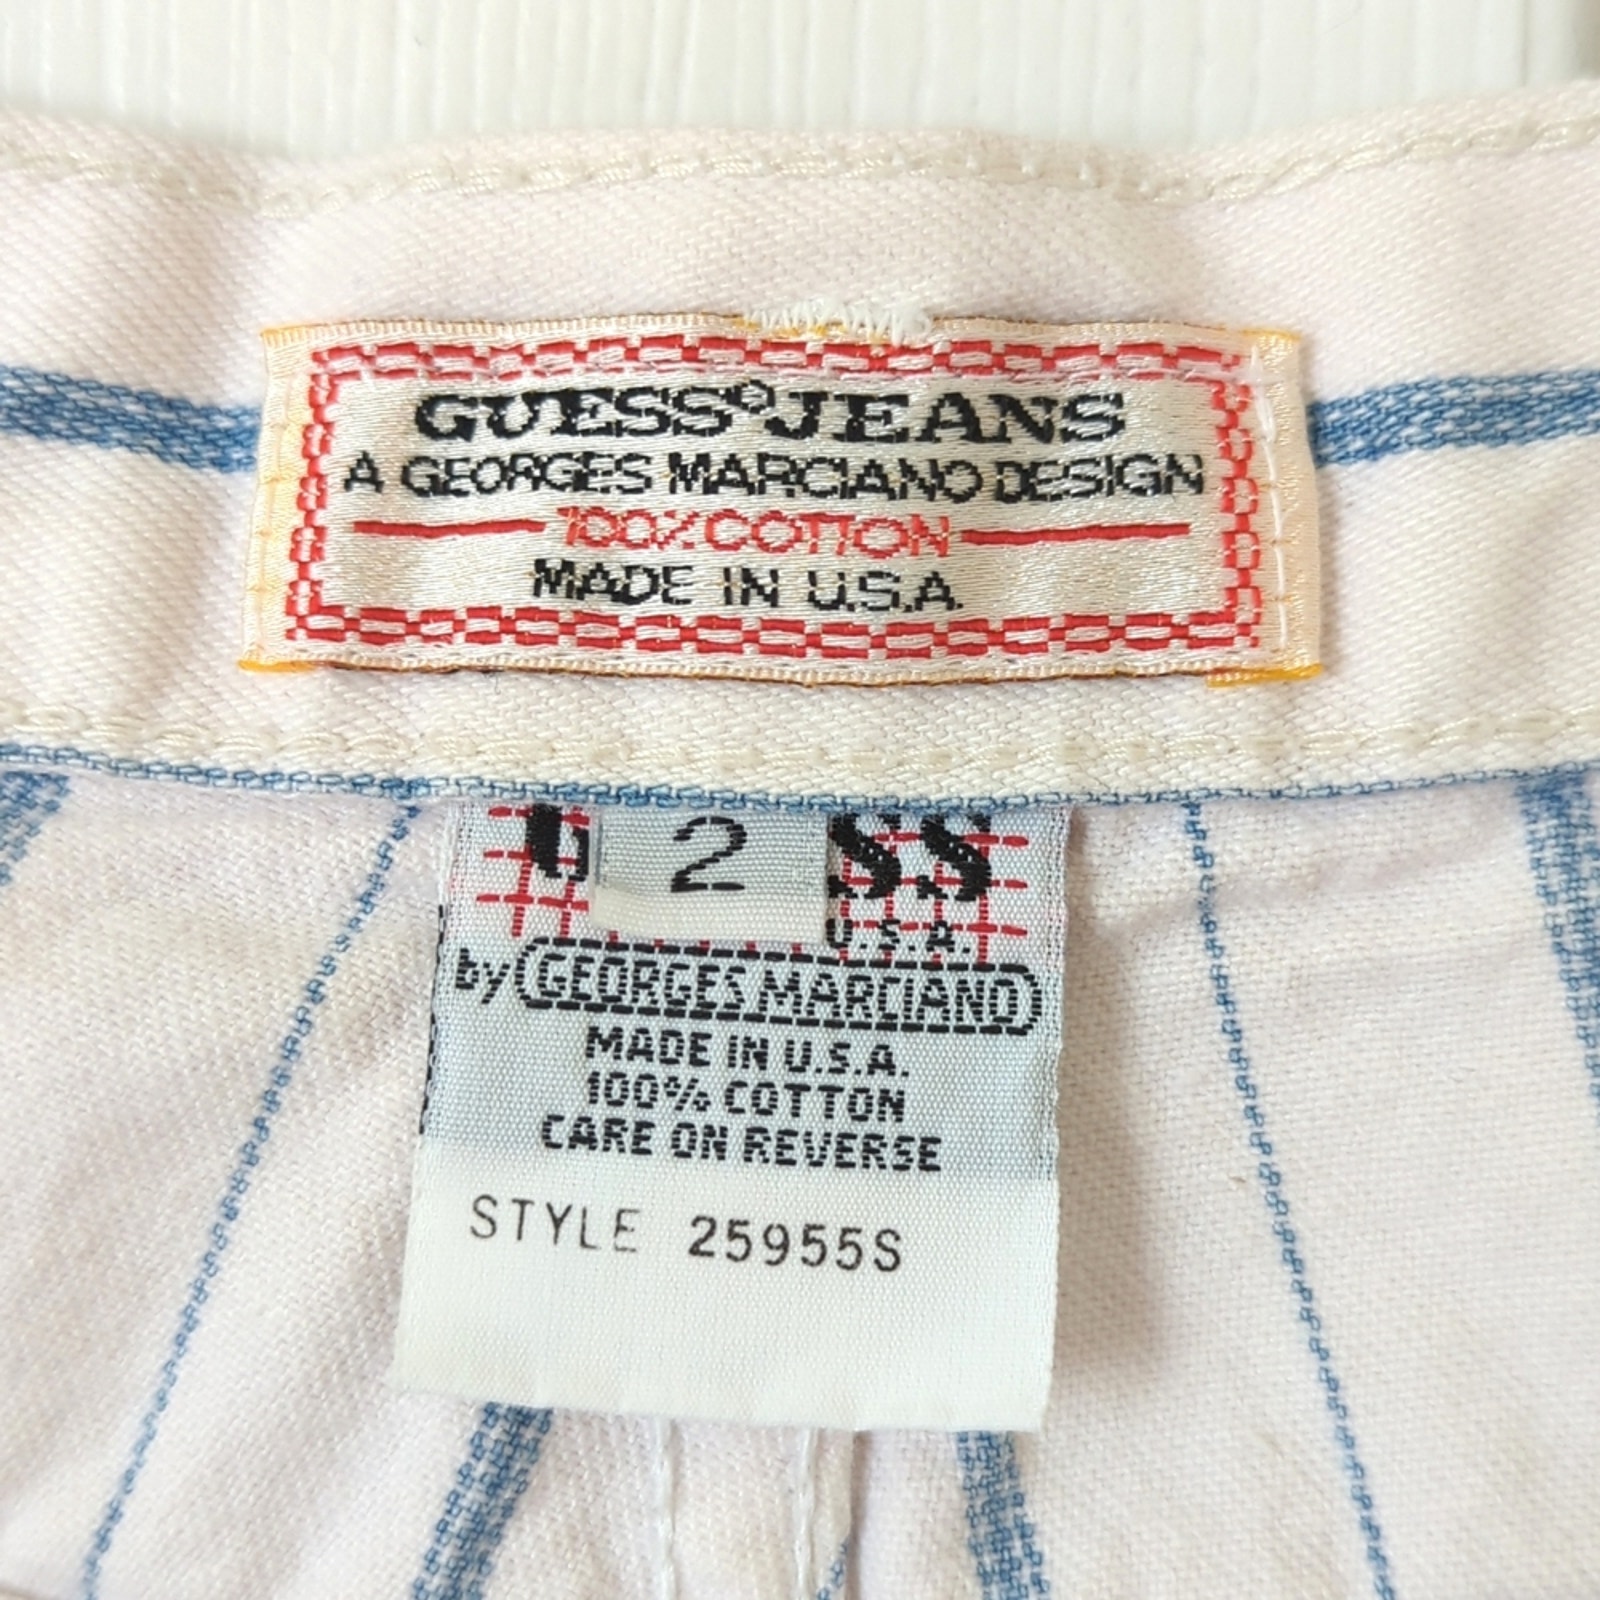 GUESS® JEANS
A GEORGES MARCIANO DESIGN
100% COTTON
MADE IN U.S.A.
G 2 SS
U.S.A.
by GEORGES MARCIANO
MADE IN U.S.A.
100% COTTON
CARE ON REVERSE
STYLE 25955S